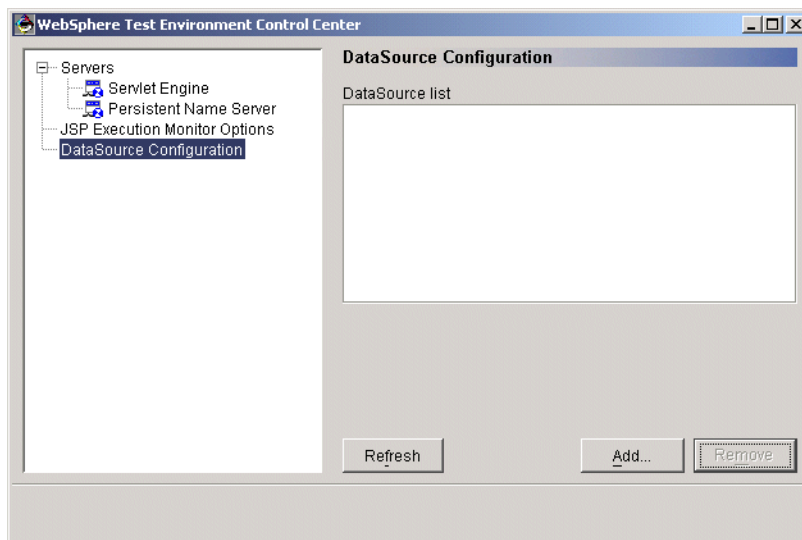 WebSphere Test Environment Control Center
Servers
Servlet Engine
Persistent Name Server
JSP Execution Monitor Options
DataSource Configuration
DataSource Configuration
DataSource list
Refresh
Add...
Remove